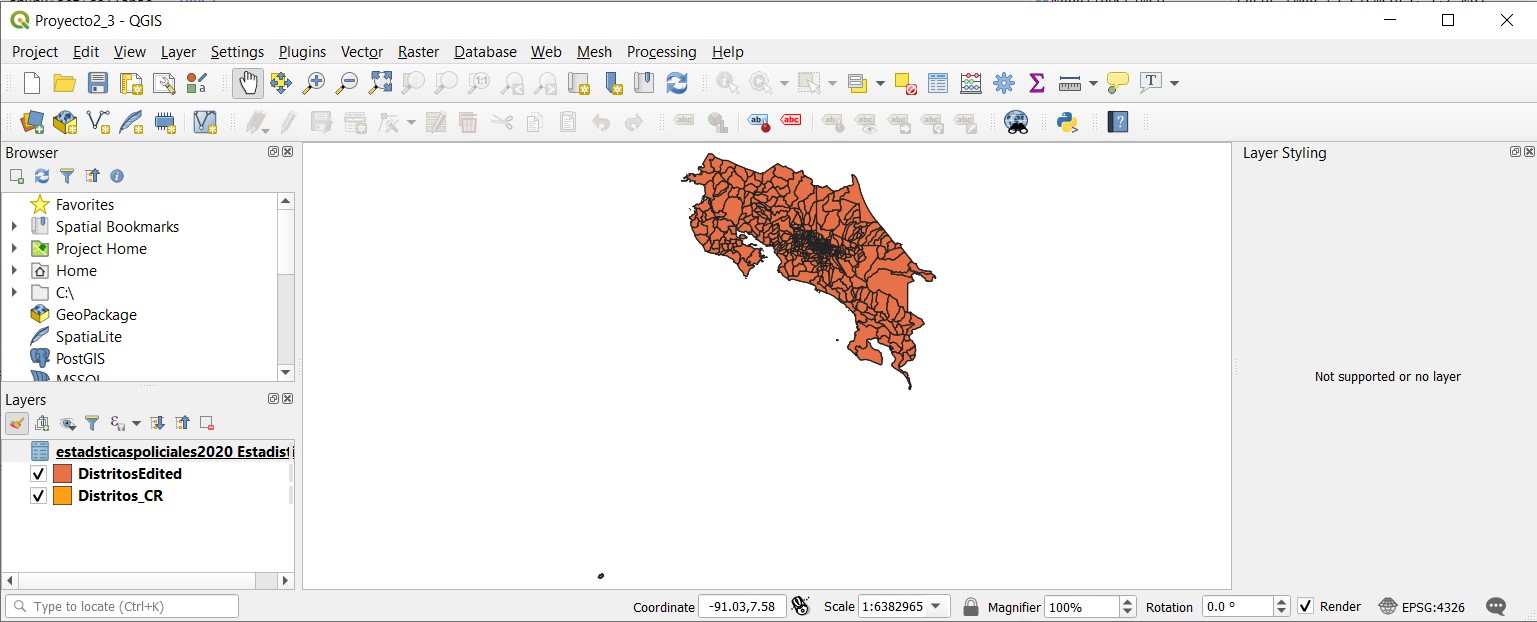 Proyecto2_3 - QGIS
Project Edit View Layer Settings Plugins Vector Raster Database Web Mesh Processing Help
Browser
Favorites
Spatial Bookmarks
Project Home
Home
C:\
GeoPackage
SpatiaLite
PostGIS
MSSQL
Layers
estadsticaspoliciales2020 Estadisti
DistritosEdited
Distritos_CR
Layer Styling
Not supported or no layer
Type to locate (Ctrl+K)
Coordinate -91.03,7.58 Scale 1:6382965 Magnifier 100% Rotation 0.0 ° Render EPSG:4326